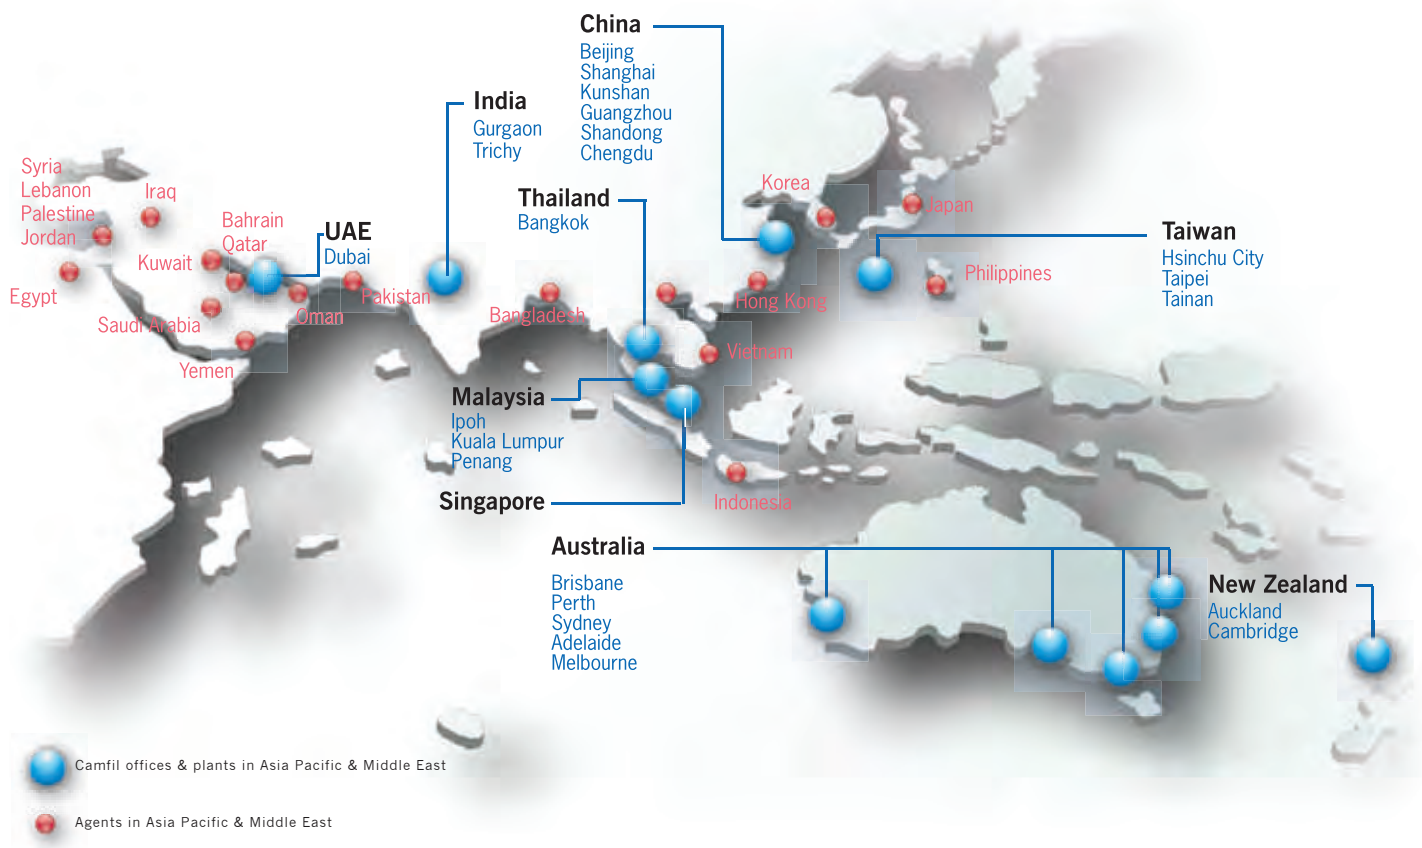 China
Beijing
Shanghai
Kunshan
Guangzhou
Shandong
Chengdu
India
Gurgaon
Trichy
Thailand
Bangkok
Syria
Lebanon
Palestine
Jordan
Iraq
Egypt
Bahrain
Qatar
Kuwait
UAE
Dubai
Saudi Arabia
Yemen
Oman
Pakistan
Bangladesh
Korea
Japan
Hong Kong
Philippines
Taiwan
Hsinchu City
Taipei
Tainan
Vietnam
Malaysia
Ipoh
Kuala Lumpur
Penang
Singapore
Indonesia
Australia
Brisbane
Perth
Sydney
Adelaide
Melbourne
New Zealand
Auckland
Cambridge
Camfil offices & plants in Asia Pacific & Middle East
Agents in Asia Pacific & Middle East